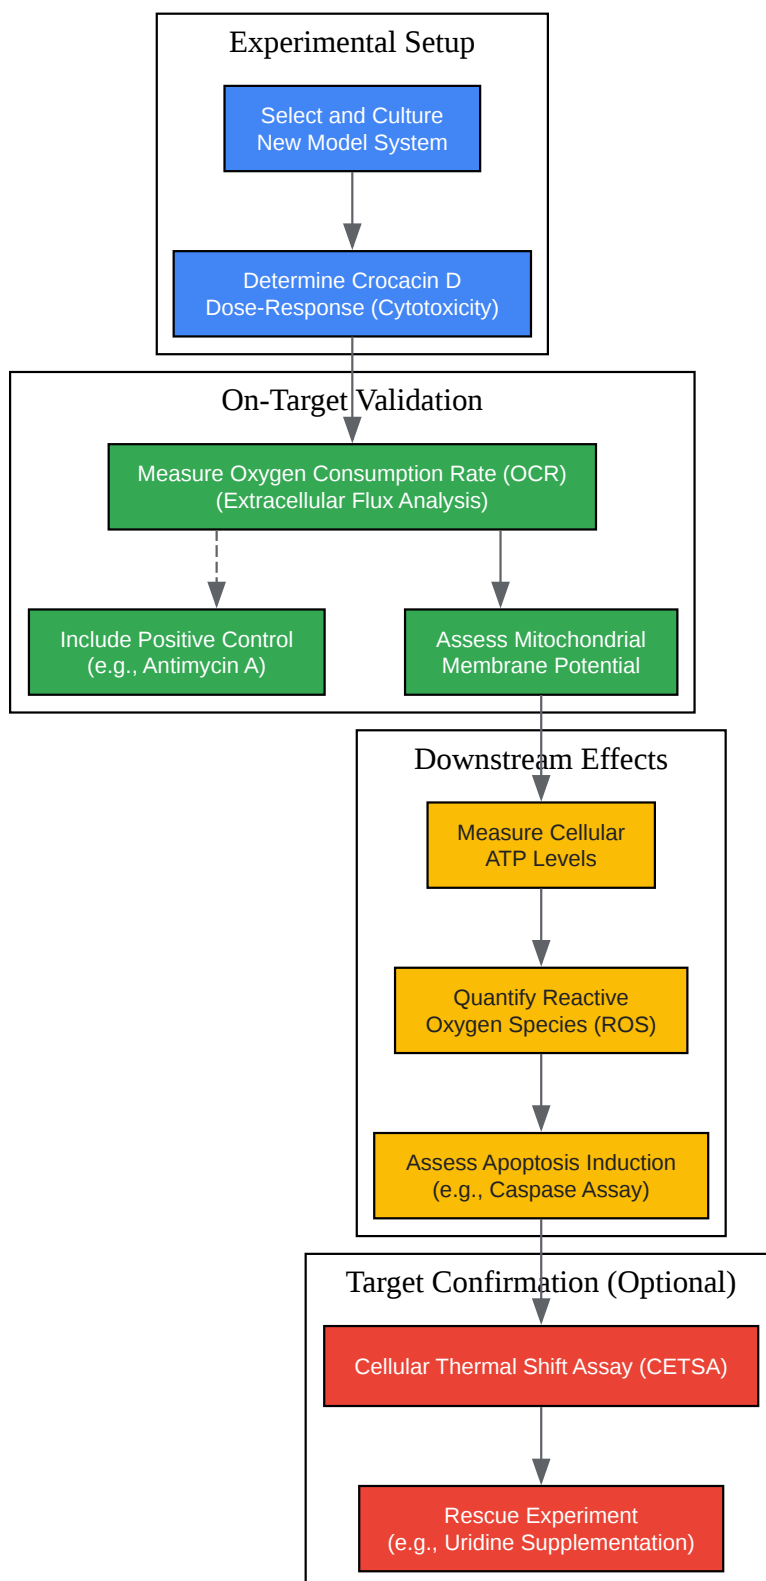 Experimental Setup
Select and Culture
New Model System
Determine Crocacin D
Dose-Response (Cytotoxicity)
On-Target Validation
Measure Oxygen Consumption Rate (OCR)
(Extracellular Flux Analysis)
Include Positive Control
(e.g., Antimycin A)
Assess Mitochondrial
Membrane Potential
Downstream Effects
Measure Cellular
ATP Levels
Quantify Reactive
Oxygen Species (ROS)
Assess Apoptosis Induction
(e.g., Caspase Assay)
Target Confirmation (Optional)
Cellular Thermal Shift Assay (CETSA)
Rescue Experiment
(e.g., Uridine Supplementation)